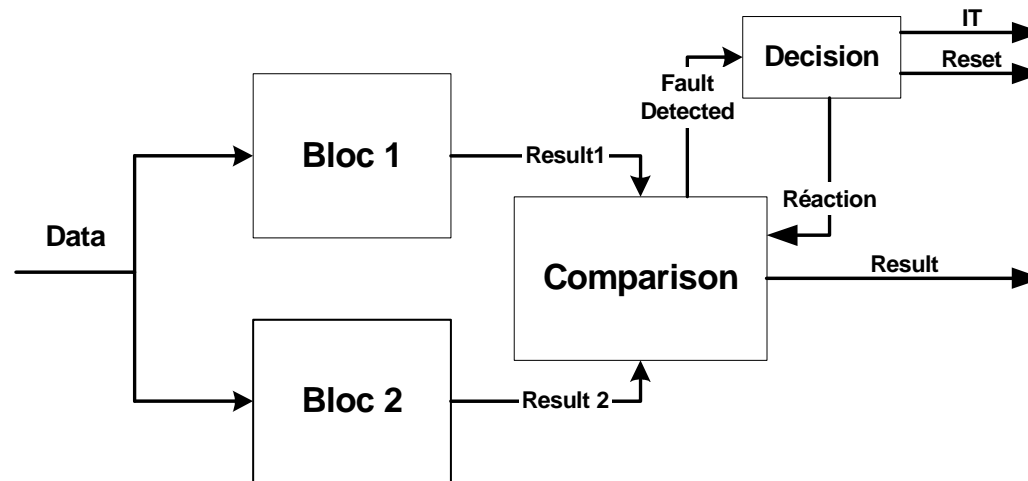 IT
Decision
Reset
Fault
Detected
Bloc 1
Result1
Réaction
Data
Comparison
Result
Bloc 2
Result 2